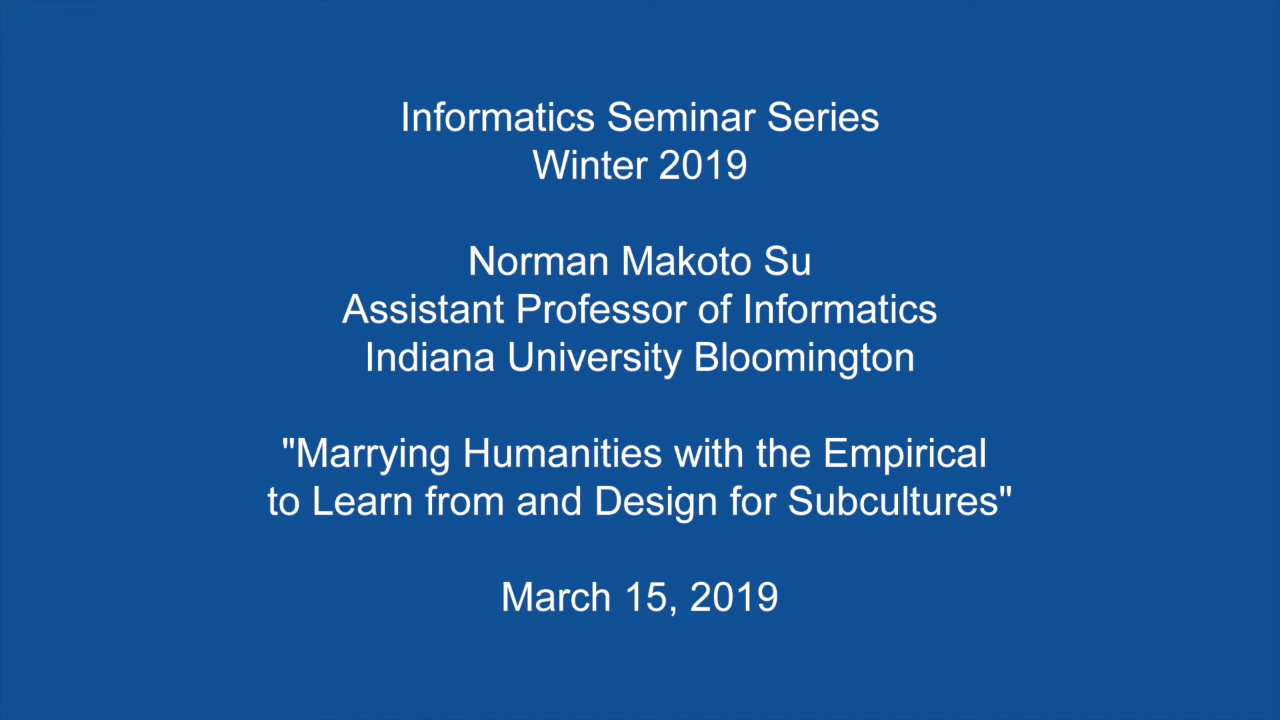 Informatics Seminar Series
Winter 2019
Norman Makoto Su
Assistant Professor of Informatics
Indiana University Bloomington
"Marrying Humanities with the Empirical
to Learn from and Design for Subcultures"
March 15, 2019